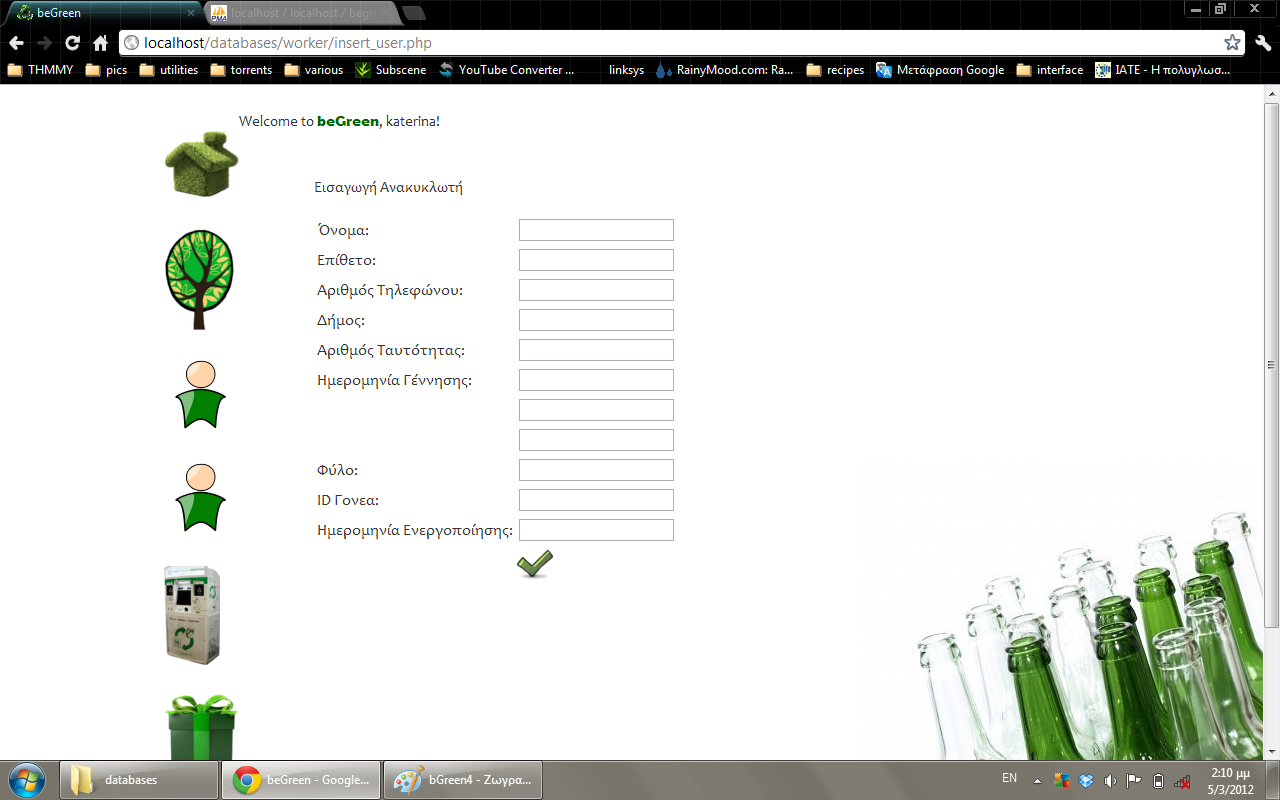 beGreen
localhost / localhost / begr
localhost/databases/worker/insert_user.php
THMMY pics utilities torrents various Subscene YouTube Converter ... linksys RainyMood.com: Ra... recipes Μετάφραση Google interface IATE - Η πολυγλωσ...
Welcome to beGreen, katerina!
Εισαγωγή Ανακυκλωτή
Όνομα:
Επίθετο:
Αριθμός Τηλεφώνου:
Δήμος:
Αριθμός Ταυτότητας:
Ημερομηνία Γέννησης:
Φύλο:
ID Γονεα:
Ημερομηνία Ενεργοποίησης:
databases beGreen - Google... bGreen4 - Ζωγρα... EN 2:10 μμ
5/3/2012